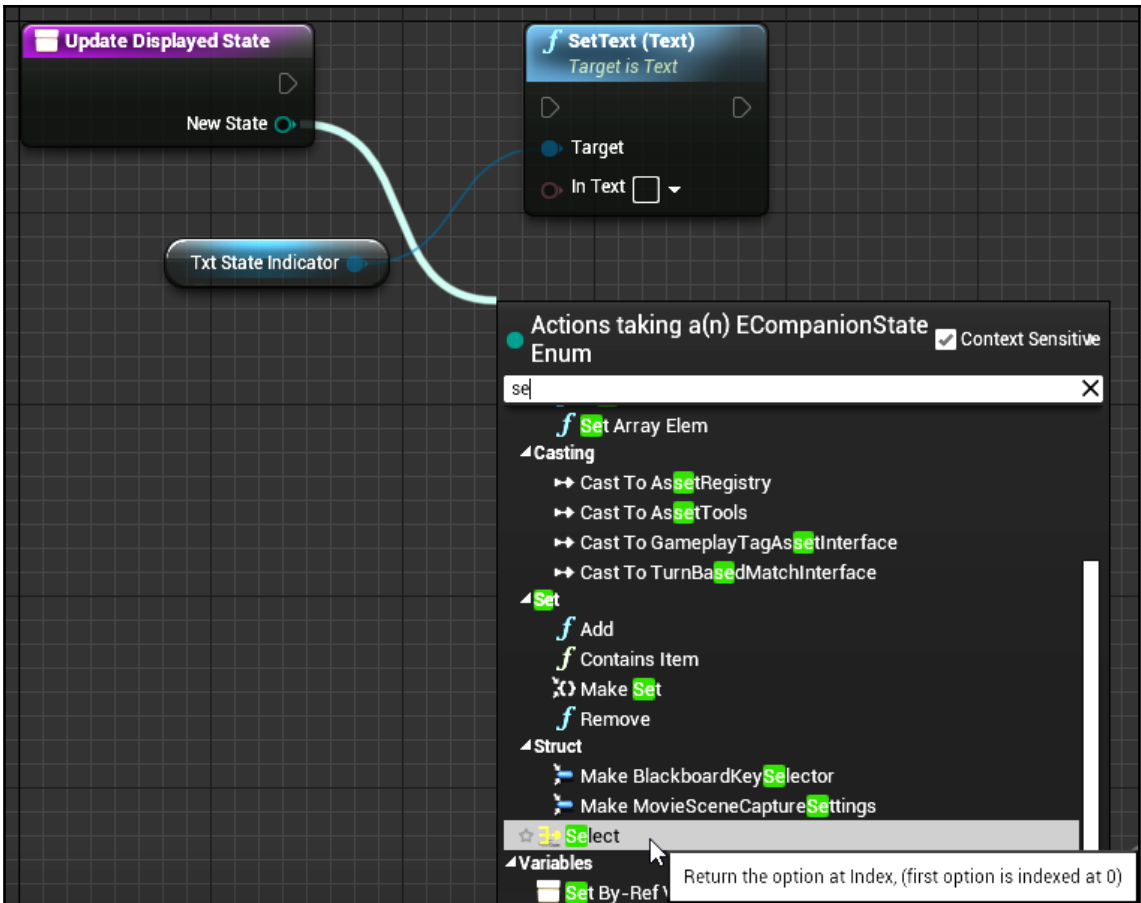 Update Displayed State
New State
f SetText (Text)
Target is Text
Target
In Text
Txt State Indicator
Actions taking a(n) ECompanionState
Enum
Context Sensitive
se
f Set Array Elem
Casting
Cast To AssetRegistry
Cast To AssetTools
Cast To GameplayTagAssetInterface
Cast To TurnBasedMatchInterface
Set
f Add
f Contains Item
Make Set
f Remove
Struct
Make BlackboardKeySelector
Make MovieSceneCaptureSettings
Select
Return the option at Index, (first option is indexed at 0)
Variables
Set By-Ref